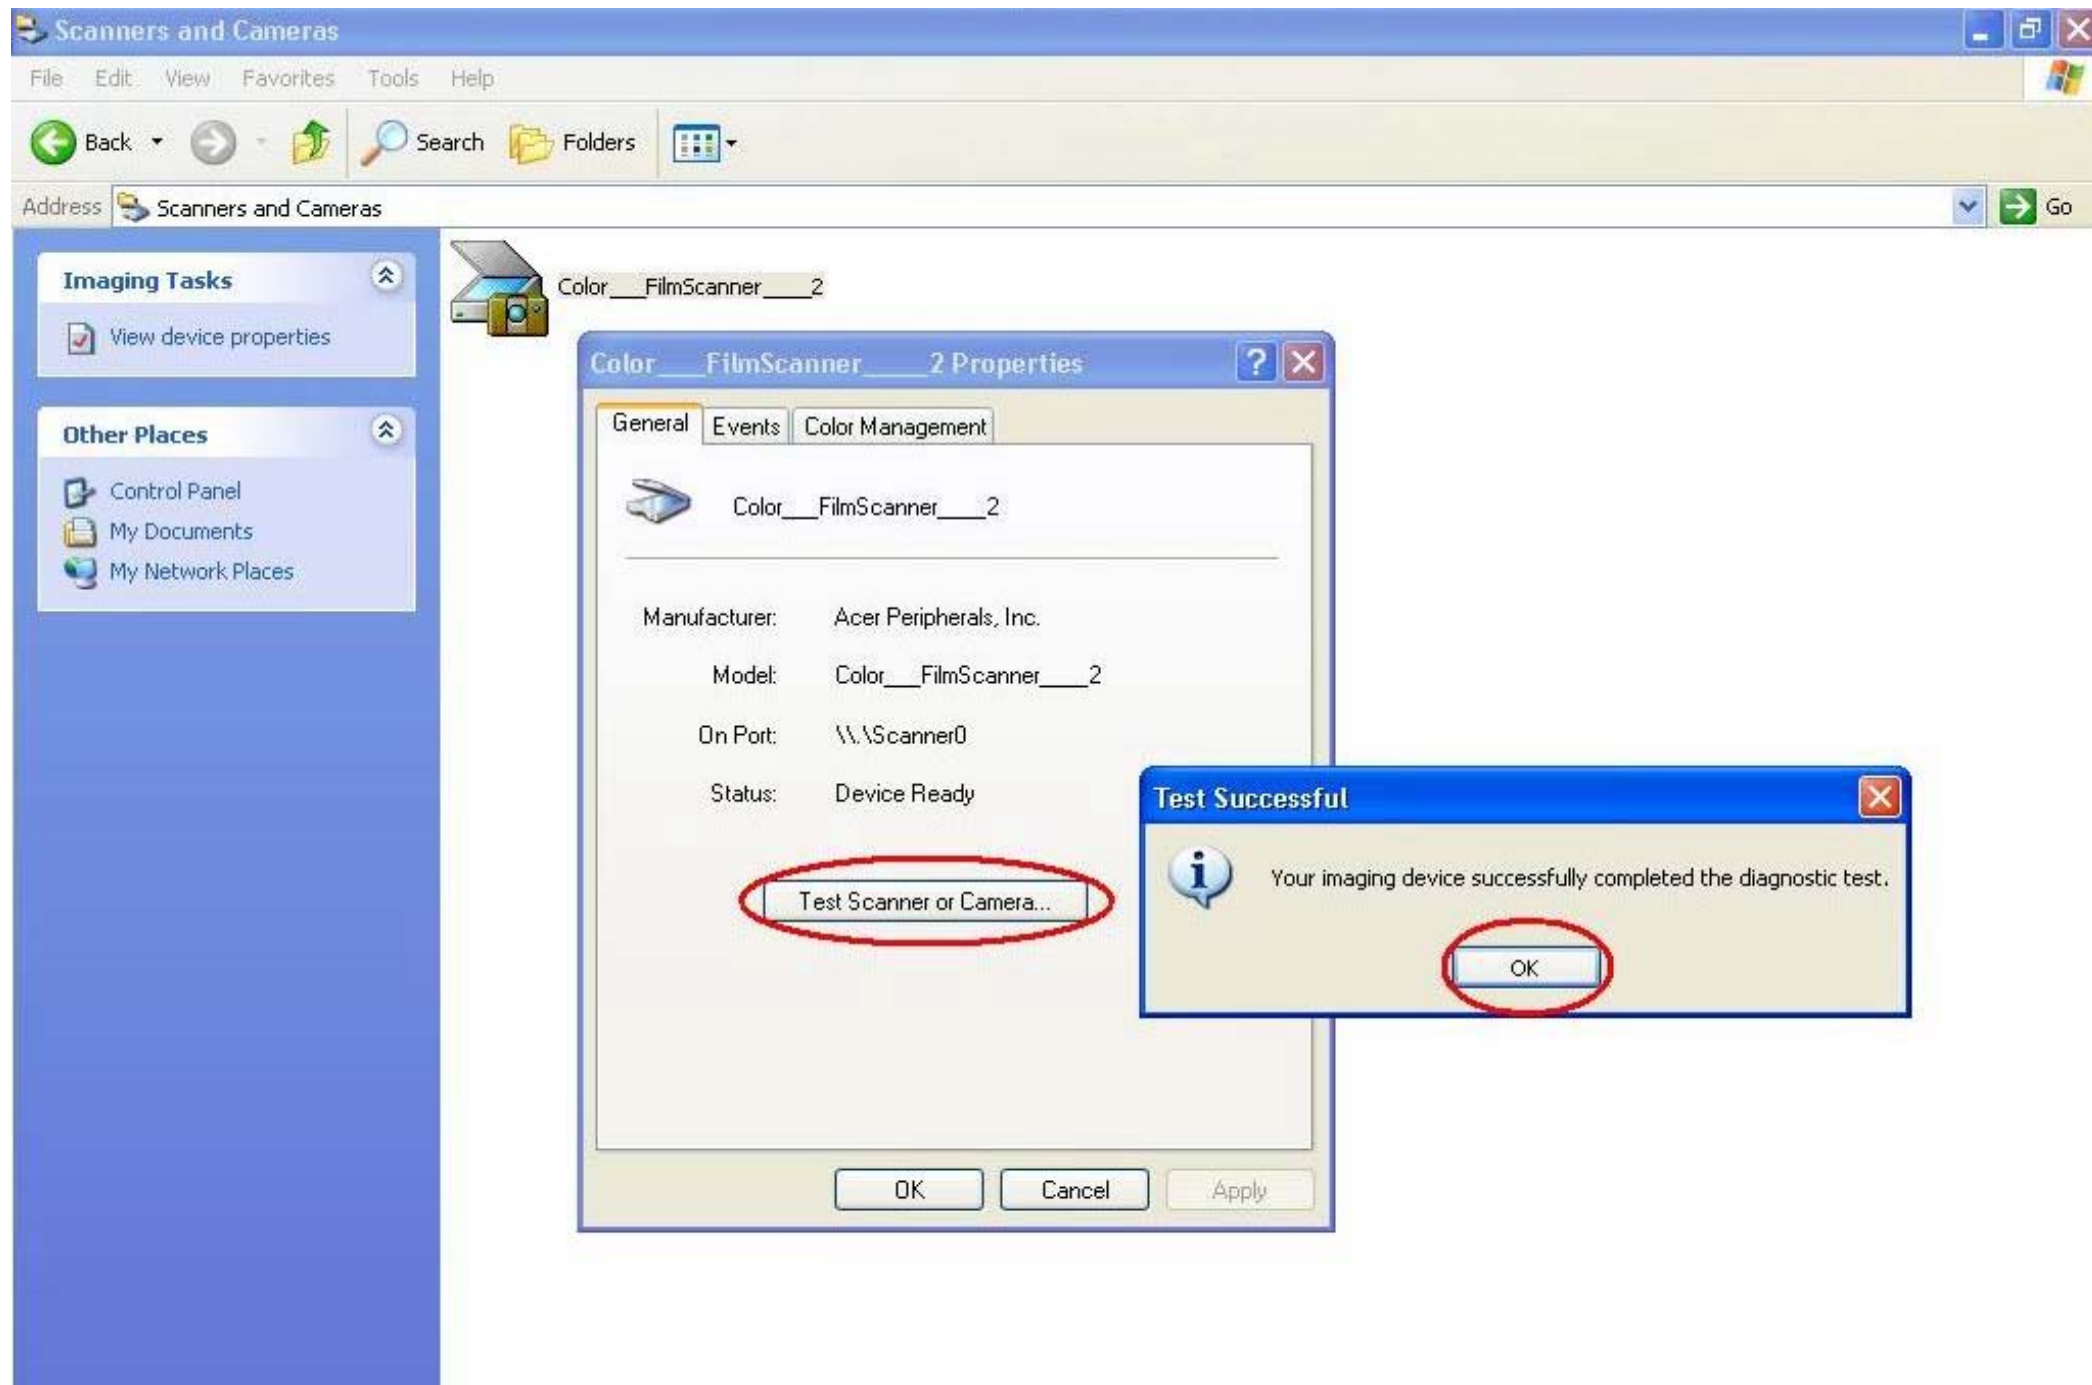 Scanners and Cameras
File Edit View Favorites Tools Help
Back Search Folders
Address Scanners and Cameras Go
Imaging Tasks
View device properties
Other Places
Control Panel
My Documents
My Network Places
Color___FilmScanner____2
Color___FilmScanner____2 Properties
General Events Color Management
Color___FilmScanner____2
Manufacturer: Acer Peripherals, Inc.
Model: Color___FilmScanner____2
On Port: \\.\Scanner0
Status: Device Ready
Test Scanner or Camera...
OK Cancel Apply
Test Successful
Your imaging device successfully completed the diagnostic test.
OK